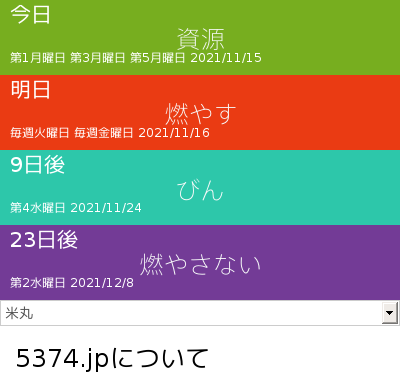 今日
資源
第1月曜日 第3月曜日 第5月曜日 2021/11/15
明日
燃やす
毎週火曜日 毎週金曜日 2021/11/16
9日後
びん
第4水曜日 2021/11/24
23日後
燃やさない
第2水曜日 2021/12/8
米丸
5374.jpについて